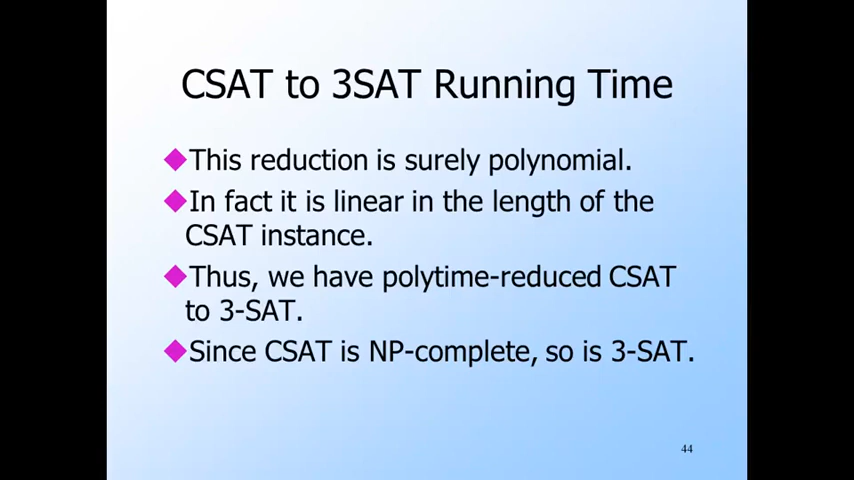 CSAT to 3SAT Running Time
This reduction is surely polynomial.
In fact it is linear in the length of the
CSAT instance.
Thus, we have polytime-reduced CSAT
to 3-SAT.
Since CSAT is NP-complete, so is 3-SAT.
44